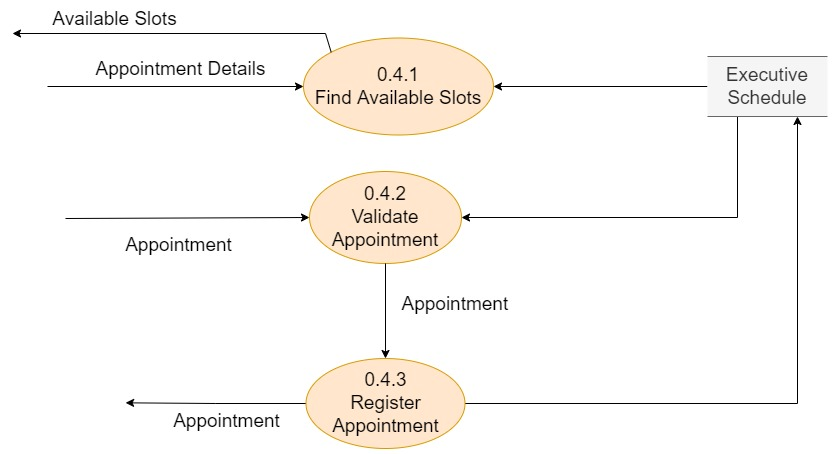 Available Slots
Appointment Details
0.4.1
Find Available Slots
Executive
Schedule
0.4.2
Validate
Appointment
Appointment
Appointment
0.4.3
Register
Appointment
Appointment